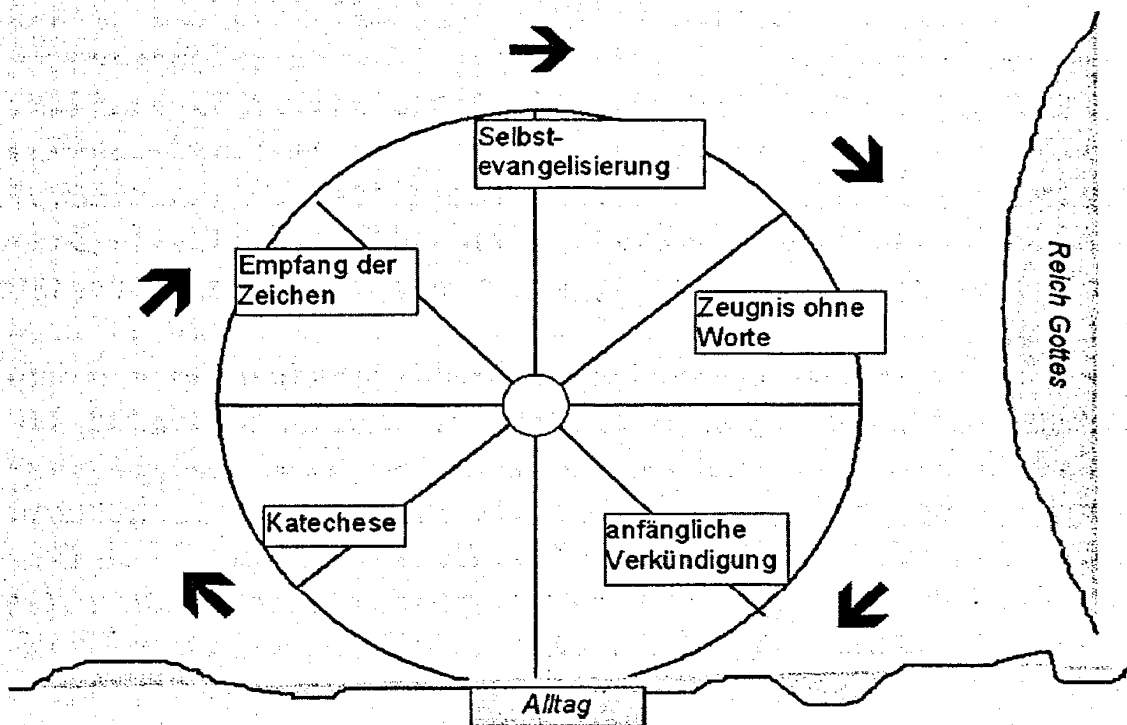 Selbst-
evangelisierung
Empfang der
Zeichen
Zeugnis ohne
Worte
Reich Gottes
Katechese
anfängliche
Verkündigung
Alltag